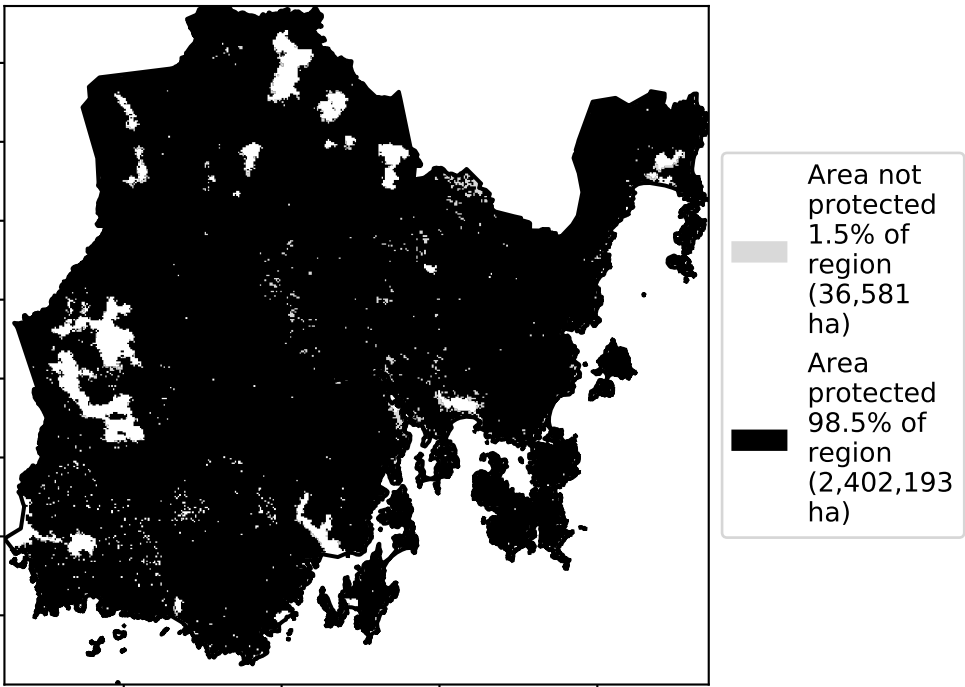 Area not
protected
1.5% of
region
(36,581
ha)
Area
protected
98.5% of
region
(2,402,193
ha)